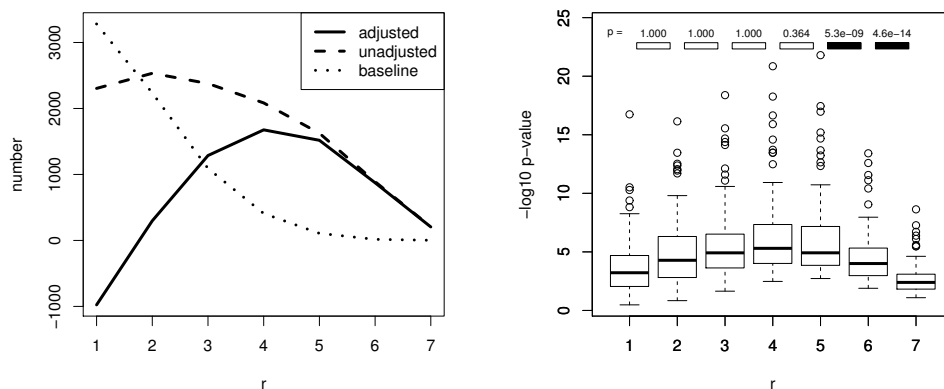 adjusted
unadjusted
baseline
number
−1000 0 1000 2000 3000
1 2 3 4 5 6 7
r
p = 1.000 1.000 1.000 0.364 5.3e−09 4.6e−14
−log10 p−value
0 5 10 15 20 25
1 2 3 4 5 6 7
r